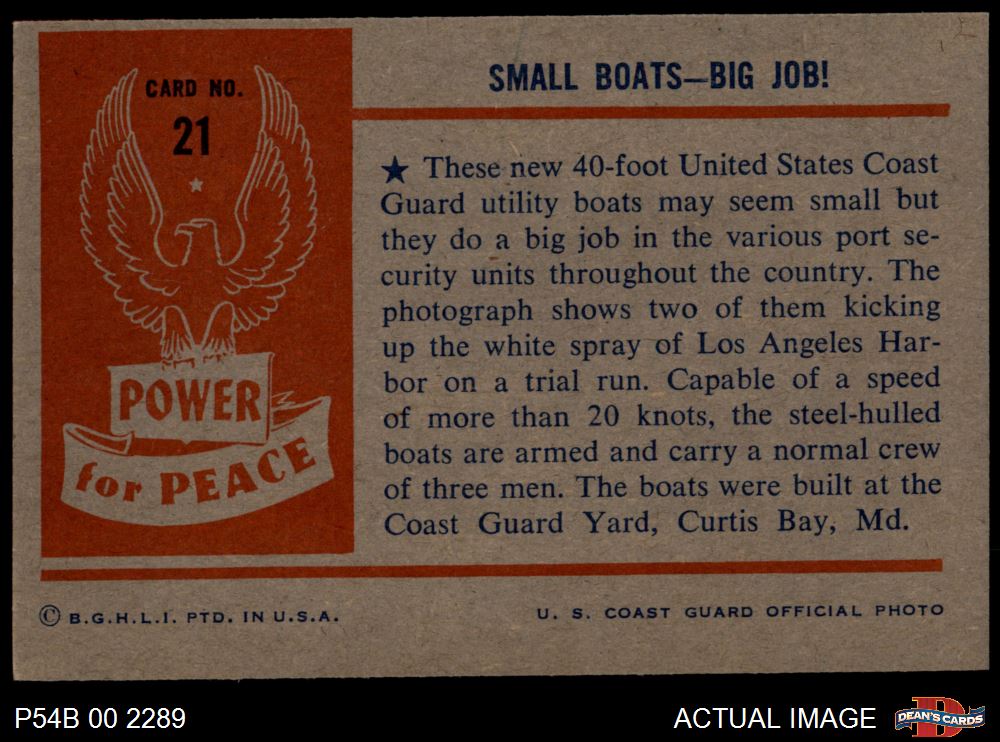 CARD NO.
21
POWER
for PEACE
SMALL BOATS—BIG JOB!
★ These new 40-foot United States Coast
Guard utility boats may seem small but
they do a big job in the various port se-
curity units throughout the country. The
photograph shows two of them kicking
up the white spray of Los Angeles Har-
bor on a trial run. Capable of a speed
of more than 20 knots, the steel-hulled
boats are armed and carry a normal crew
of three men. The boats were built at the
Coast Guard Yard, Curtis Bay, Md.
© B.G.H.L.I. PTD. IN U.S.A.
U. S. COAST GUARD OFFICIAL PHOTO
P54B 00 2289
ACTUAL IMAGE
DEAN'S CARDS